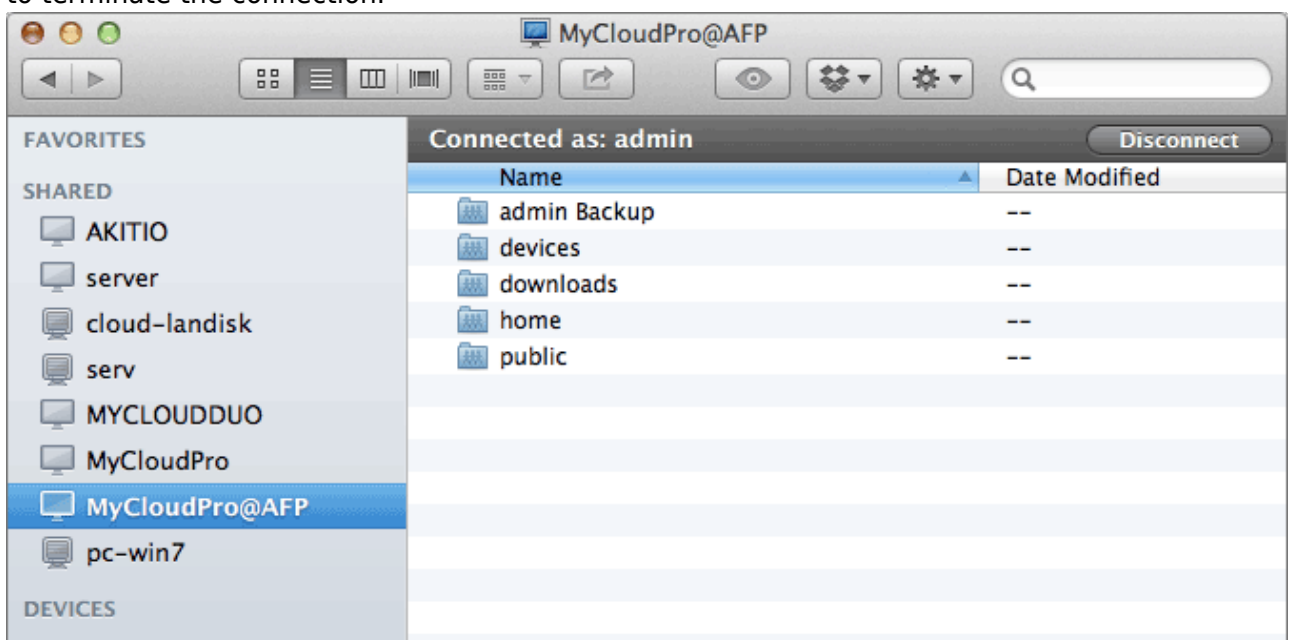 to terminate the connection.
MyCloudPro@AFP
FAVORITES
SHARED
AKITIO
server
cloud-landisk
serv
MYCLOUDDUO
MyCloudPro
MyCloudPro@AFP
pc-win7
DEVICES
Connected as: admin Disconnect
Name Date Modified
admin Backup --
devices --
downloads --
home --
public --